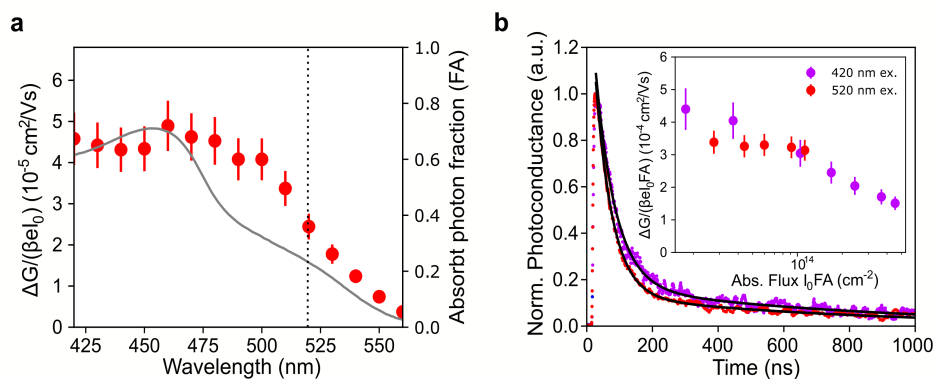 a
ΔG/(βeI₀) (10⁻⁵ cm²/Vs)
6
5
4
3
2
1
0
425 450 475 500 525 550
Wavelength (nm)
1.0
0.8
0.6
0.4
0.2
0.0
Absorbt photon fraction (FA)
b
Norm. Photoconductance (a.u.)
1.2
1.0
0.8
0.6
0.4
0.2
0.0
0 200 400 600 800 1000
Time (ns)
ΔG/(βeI₀FA) (10⁻⁴ cm²/Vs)
6
5
4
3
2
1
0
420 nm ex.
520 nm ex.
10¹⁴
Abs. Flux I₀FA (cm⁻²)